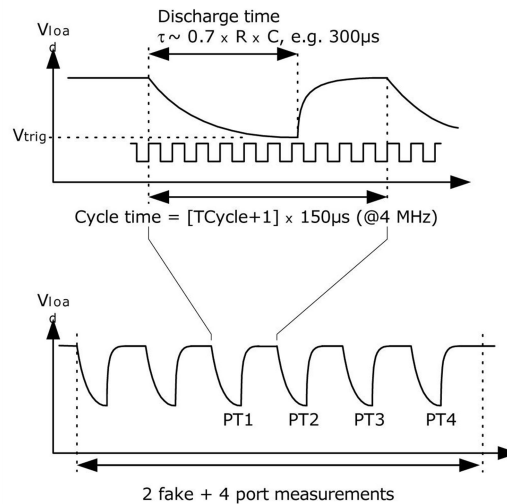 Discharge time
τ~ 0.7 x R x C, e.g. 300µs
Vloa
d
Vtrig
Cycle time = [TCycle+1] x 150µs (@4 MHz)
Vloa
d
PT1 PT2 PT3 PT4
2 fake + 4 port measurements